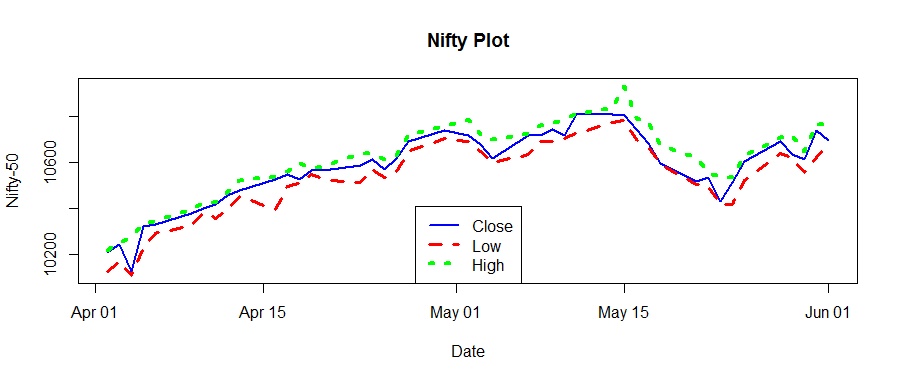 Nifty Plot
Nifty-50
10600
10200
Close
Low
High
Apr 01 Apr 15 May 01 May 15 Jun 01
Date